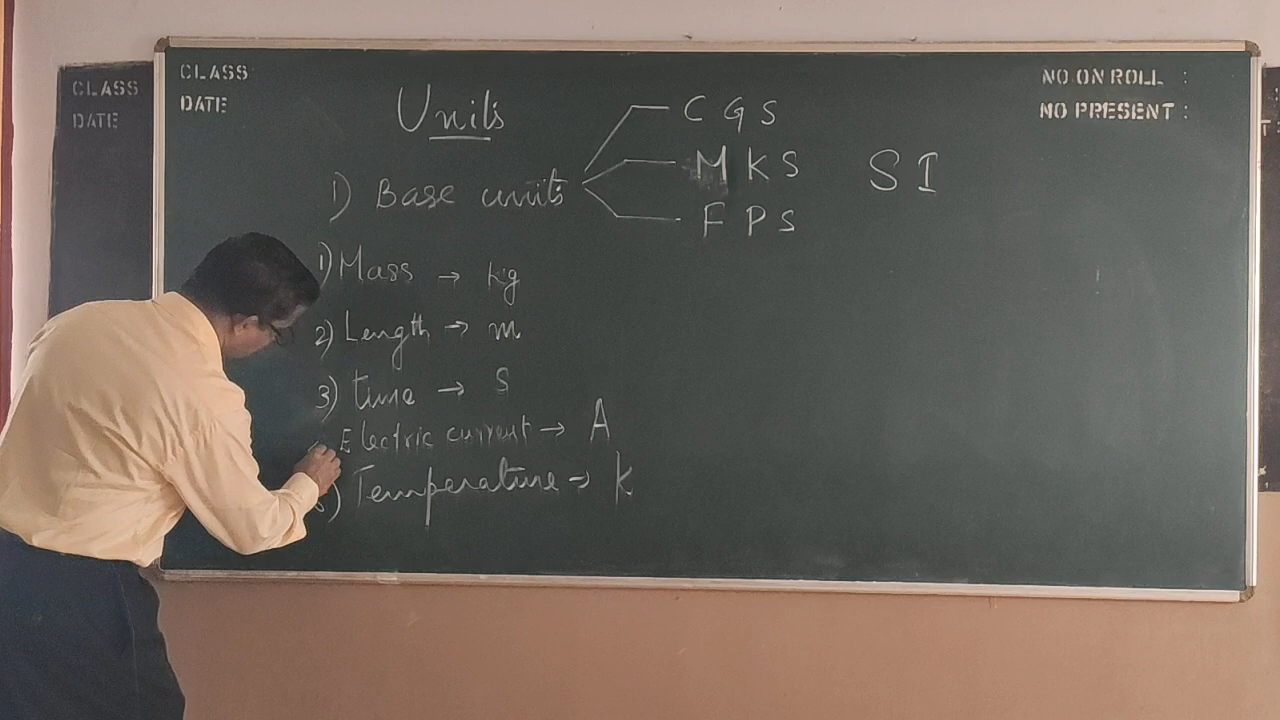 CLASS
DATE
CLASS
DATE
NO ON ROLL :
NO PRESENT :
Units
1) Base units
C G S
M K S
F P S
S I
1) Mass → kg
2) Length → m
3) time → s
Electric current → A
) Temperature → K